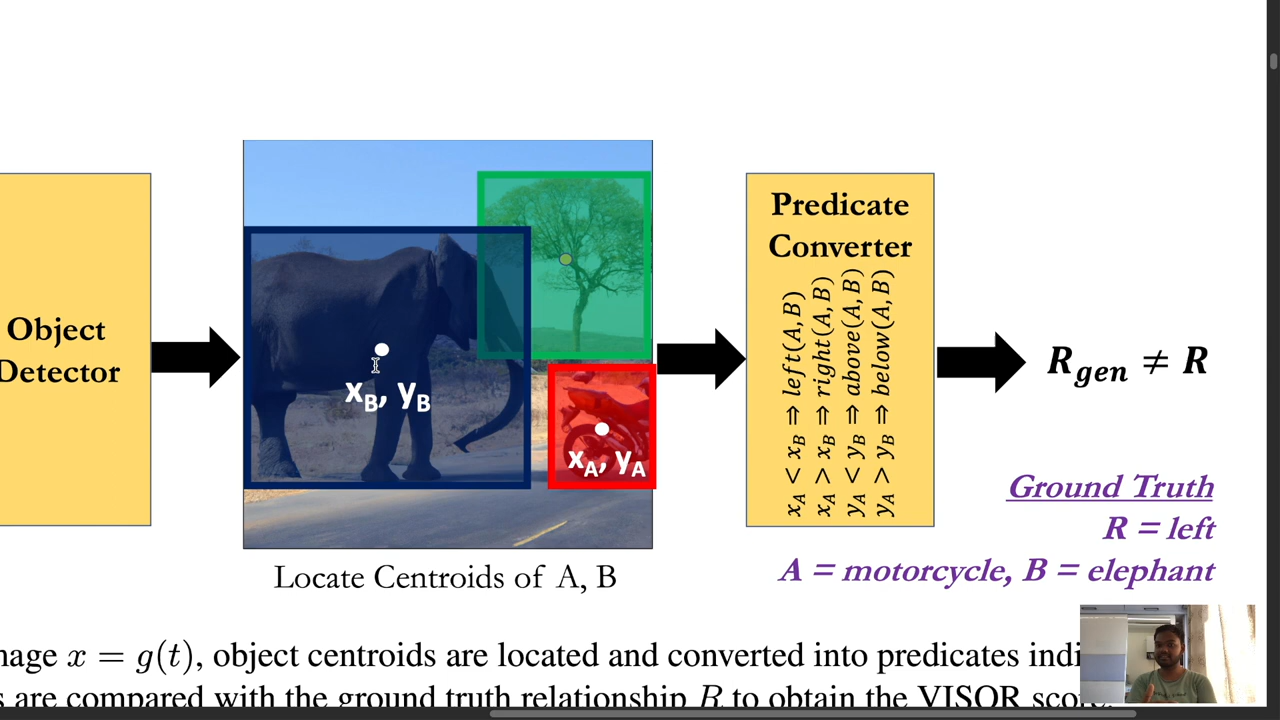 Object
Detector
x_B, y_B
x_A, y_A
Locate Centroids of A, B
Predicate
Converter
x_A < x_B ⇒ left(A, B)
x_A > x_B ⇒ right(A, B)
y_A < y_B ⇒ above(A, B)
y_A > y_B ⇒ below(A, B)
R_gen ≠ R
Ground Truth
R = left
A = motorcycle, B = elephant
mage x = g(t), object centroids are located and converted into predicates indi
s are compared with the ground truth relationship R to obtain the VISOR score.